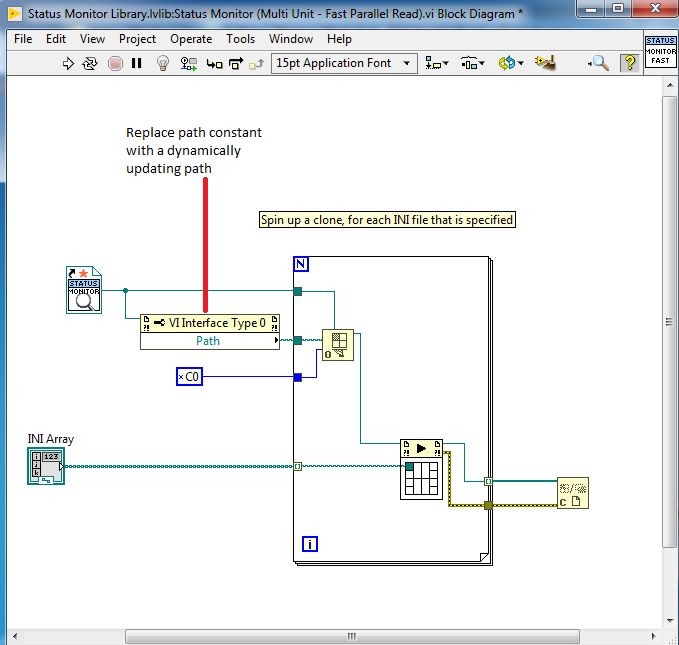 Status Monitor Library.lvlib:Status Monitor (Multi Unit - Fast Parallel Read).vi Block Diagram *
File Edit View Project Operate Tools Window Help
15pt Application Font
?
STATUS
MONITOR
FAST
Replace path constant
with a dynamically
updating path
Spin up a clone, for each INI file that is specified
N
STATUS
MONITOR
?! VI Interface Type 0 ?!
Path
0
×C0
INI Array
i
j
k
123
?! ?!
C
i